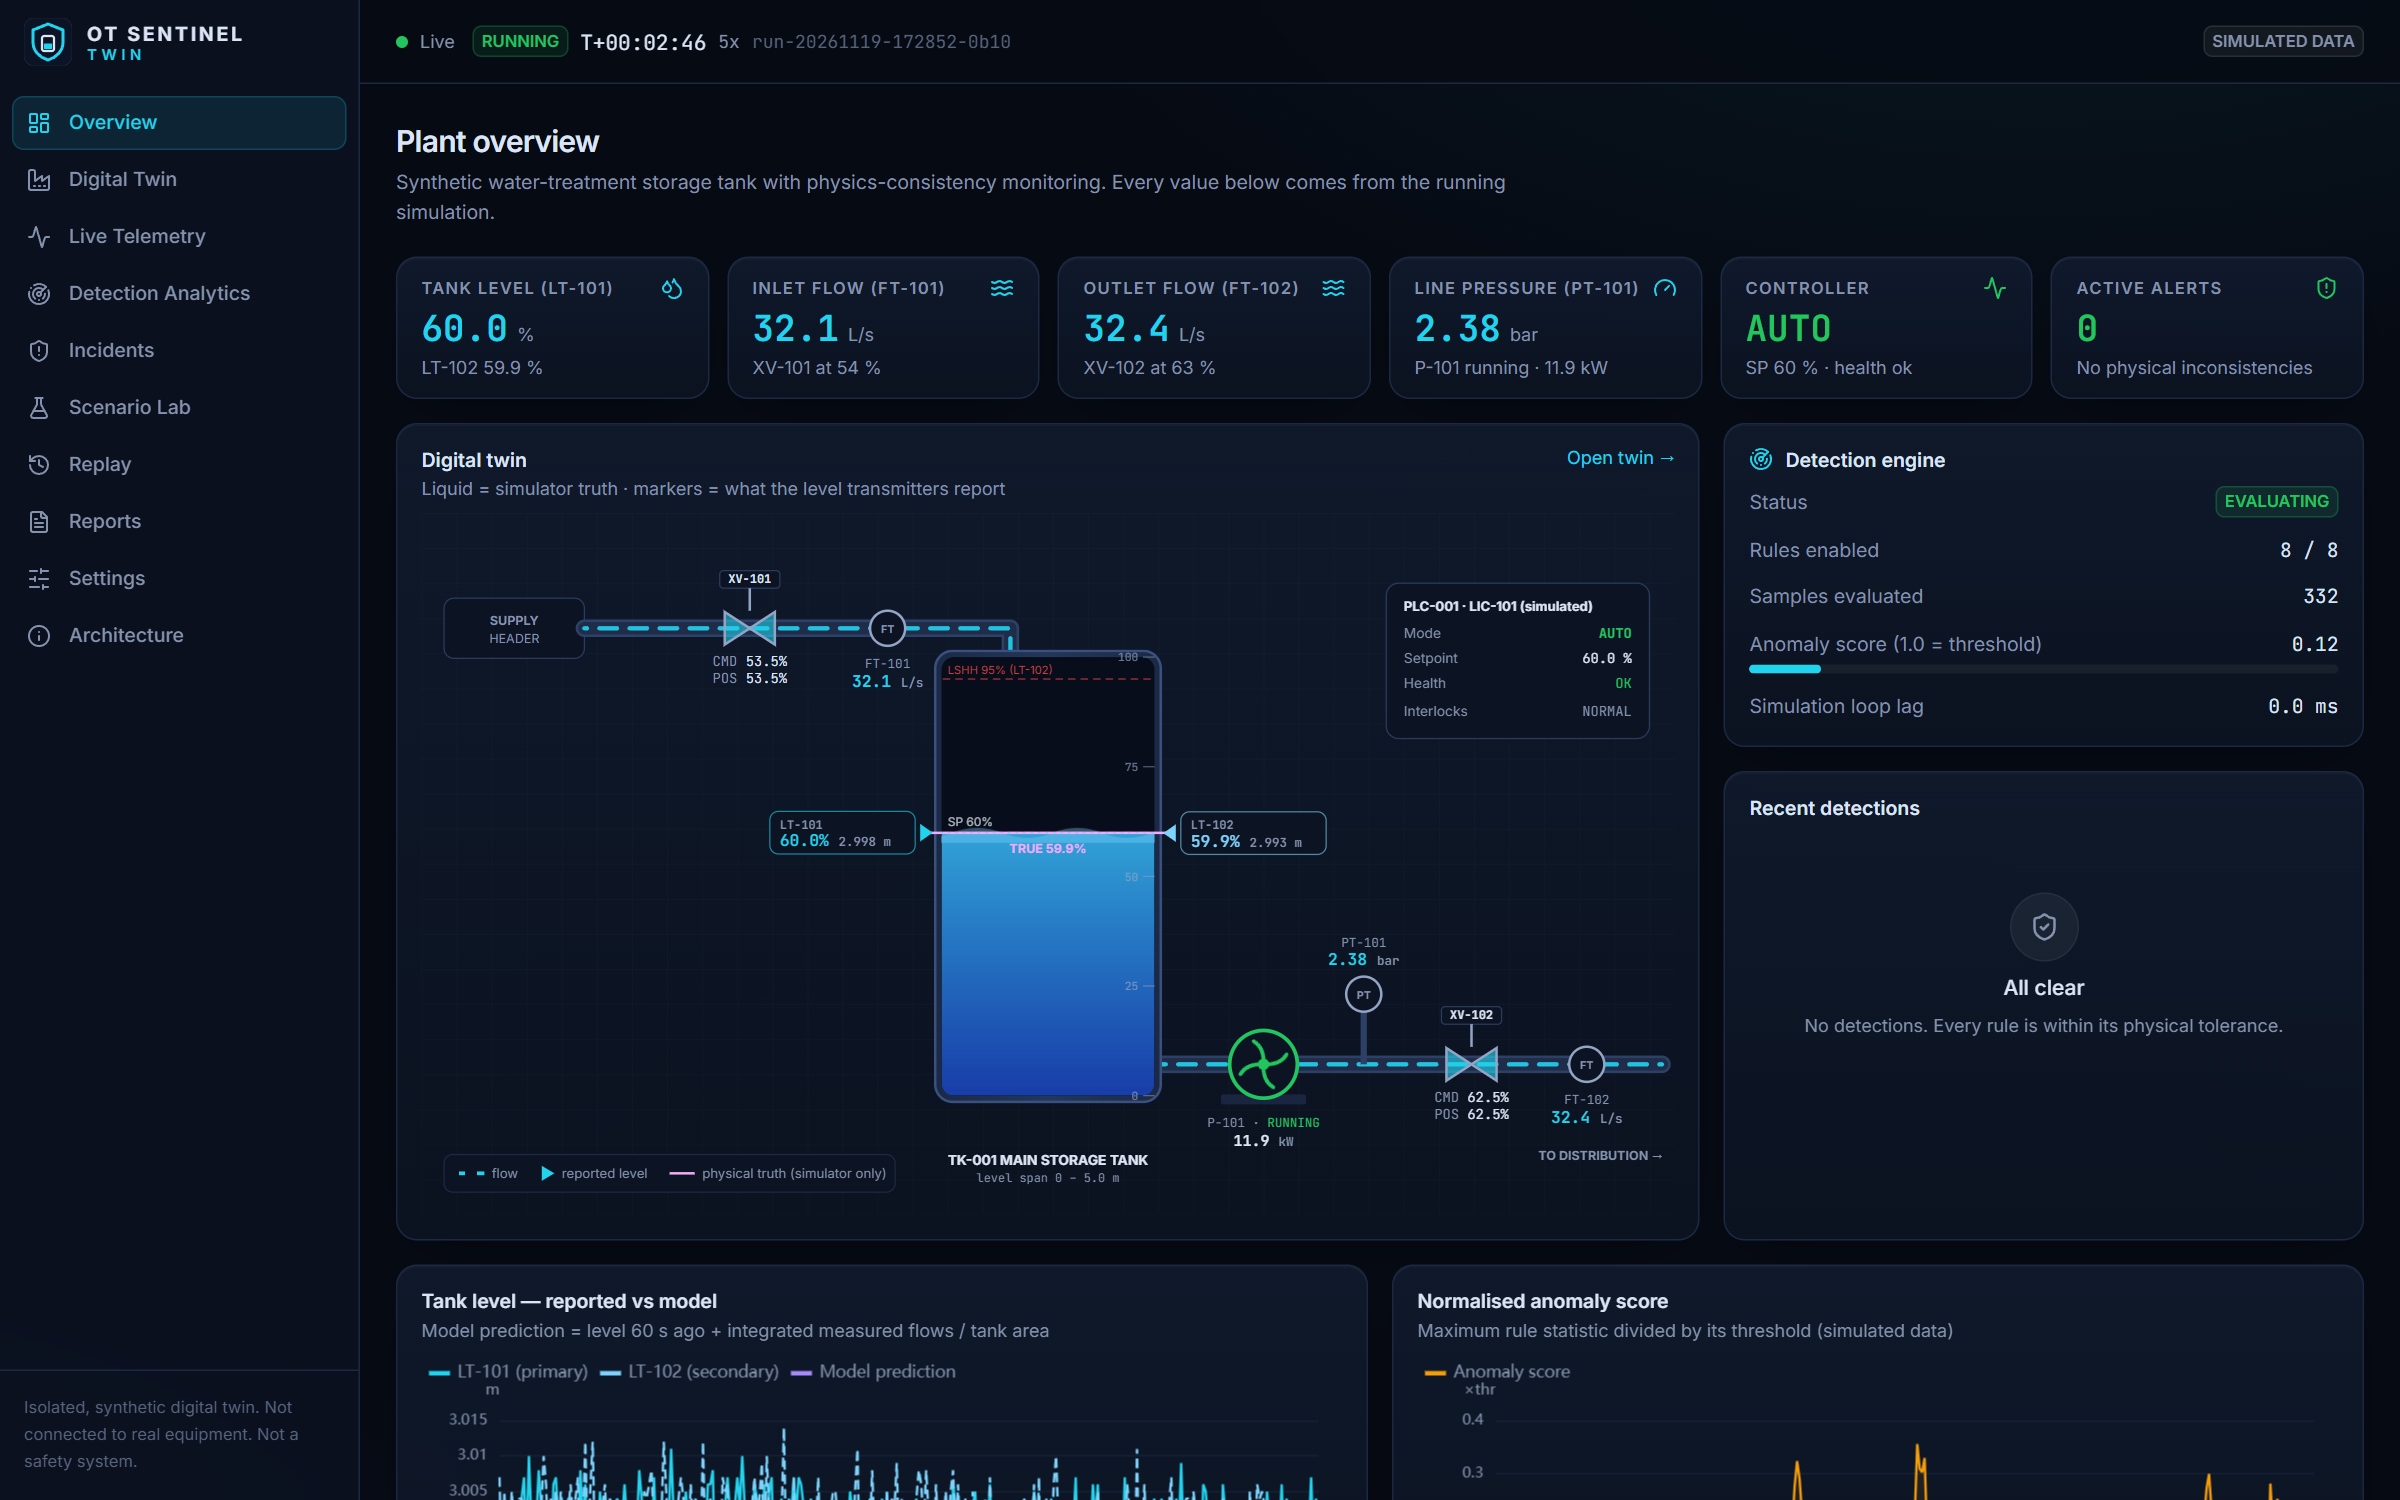 OT SENTINEL
TWIN
Live RUNNING T+00:02:46 5x run-20261119-172852-0b10
SIMULATED DATA
Overview
Digital Twin
Live Telemetry
Detection Analytics
Incidents
Scenario Lab
Replay
Reports
Settings
Architecture
Isolated, synthetic digital twin. Not
connected to real equipment. Not a
safety system.
Plant overview
Synthetic water-treatment storage tank with physics-consistency monitoring. Every value below comes from the running
simulation.
TANK LEVEL (LT-101)
60.0 %
LT-102 59.9 %
INLET FLOW (FT-101)
32.1 L/s
XV-101 at 54 %
OUTLET FLOW (FT-102)
32.4 L/s
XV-102 at 63 %
LINE PRESSURE (PT-101)
2.38 bar
P-101 running · 11.9 kW
CONTROLLER
AUTO
SP 60 % · health ok
ACTIVE ALERTS
0
No physical inconsistencies
Digital twin
Open twin →
Liquid = simulator truth · markers = what the level transmitters report
SUPPLY
HEADER
XV-101
CMD 53.5%
POS 53.5%
FT
FT-101
32.1 L/s
LSHH 95% (LT-102)
100
75
50
25
0
SP 60%
TRUE 59.9%
LT-101
60.0% 2.998 m
LT-102
59.9% 2.993 m
PLC-001 · LIC-101 (simulated)
Mode AUTO
Setpoint 60.0 %
Health OK
Interlocks NORMAL
PT-101
2.38 bar
PT
XV-102
CMD 62.5%
POS 62.5%
FT
FT-102
32.4 L/s
P-101 · RUNNING
11.9 kW
TO DISTRIBUTION →
TK-001 MAIN STORAGE TANK
level span 0 – 5.0 m
flow reported level physical truth (simulator only)
Detection engine
Status EVALUATING
Rules enabled 8 / 8
Samples evaluated 332
Anomaly score (1.0 = threshold) 0.12
Simulation loop lag 0.0 ms
Recent detections
All clear
No detections. Every rule is within its physical tolerance.
Tank level — reported vs model
Model prediction = level 60 s ago + integrated measured flows / tank area
LT-101 (primary) LT-102 (secondary) Model prediction
m
3.015
3.01
3.005
Normalised anomaly score
Maximum rule statistic divided by its threshold (simulated data)
Anomaly score
×thr
0.4
0.3